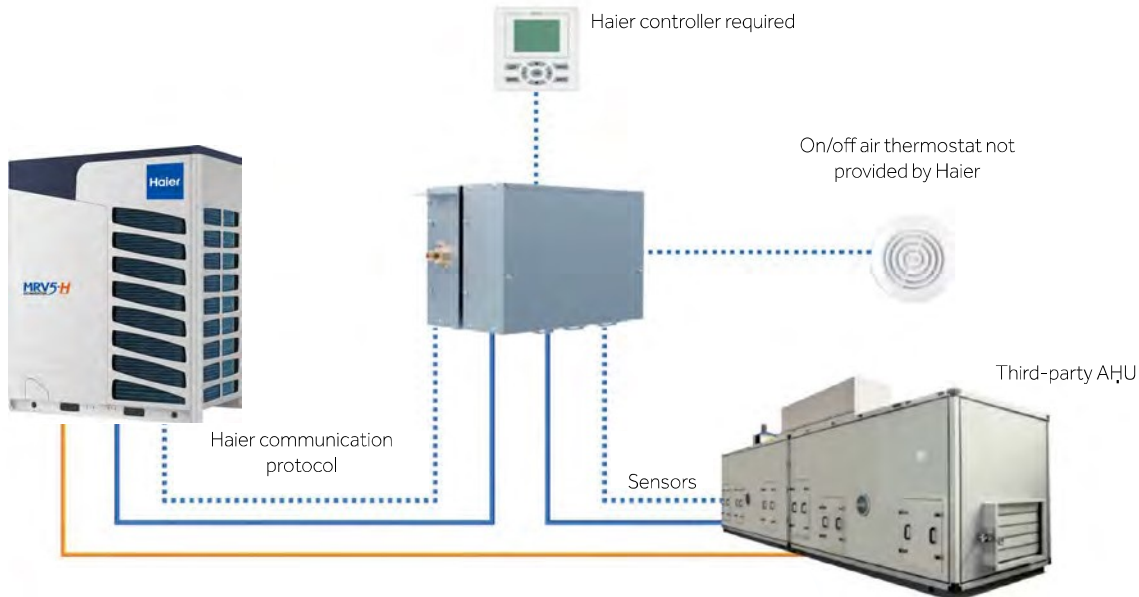 Haier controller required
On/off air thermostat not
provided by Haier
Haier
MRV5-H
Third-party AHU
Haier communication
protocol
Sensors